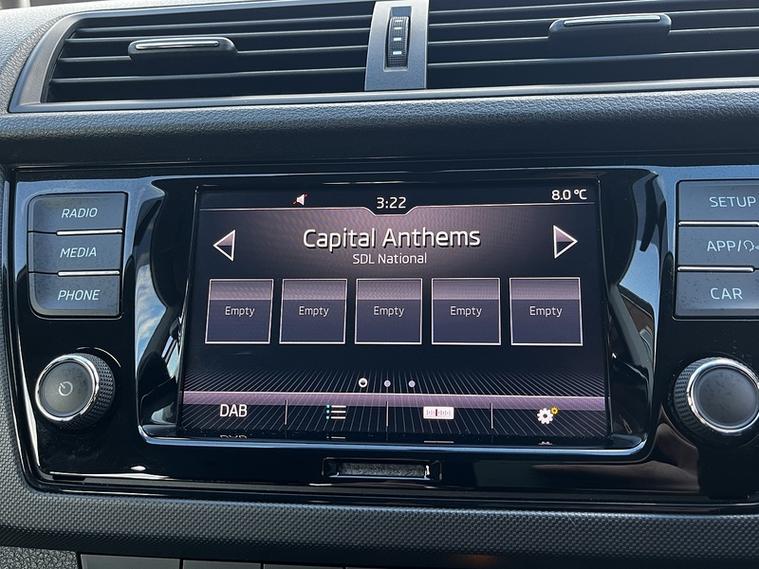 RADIO
MEDIA
PHONE
3:22
8.0 °C
Capital Anthems
SDL National
Empty Empty Empty Empty Empty
DAB
SETUP
APP/
CAR